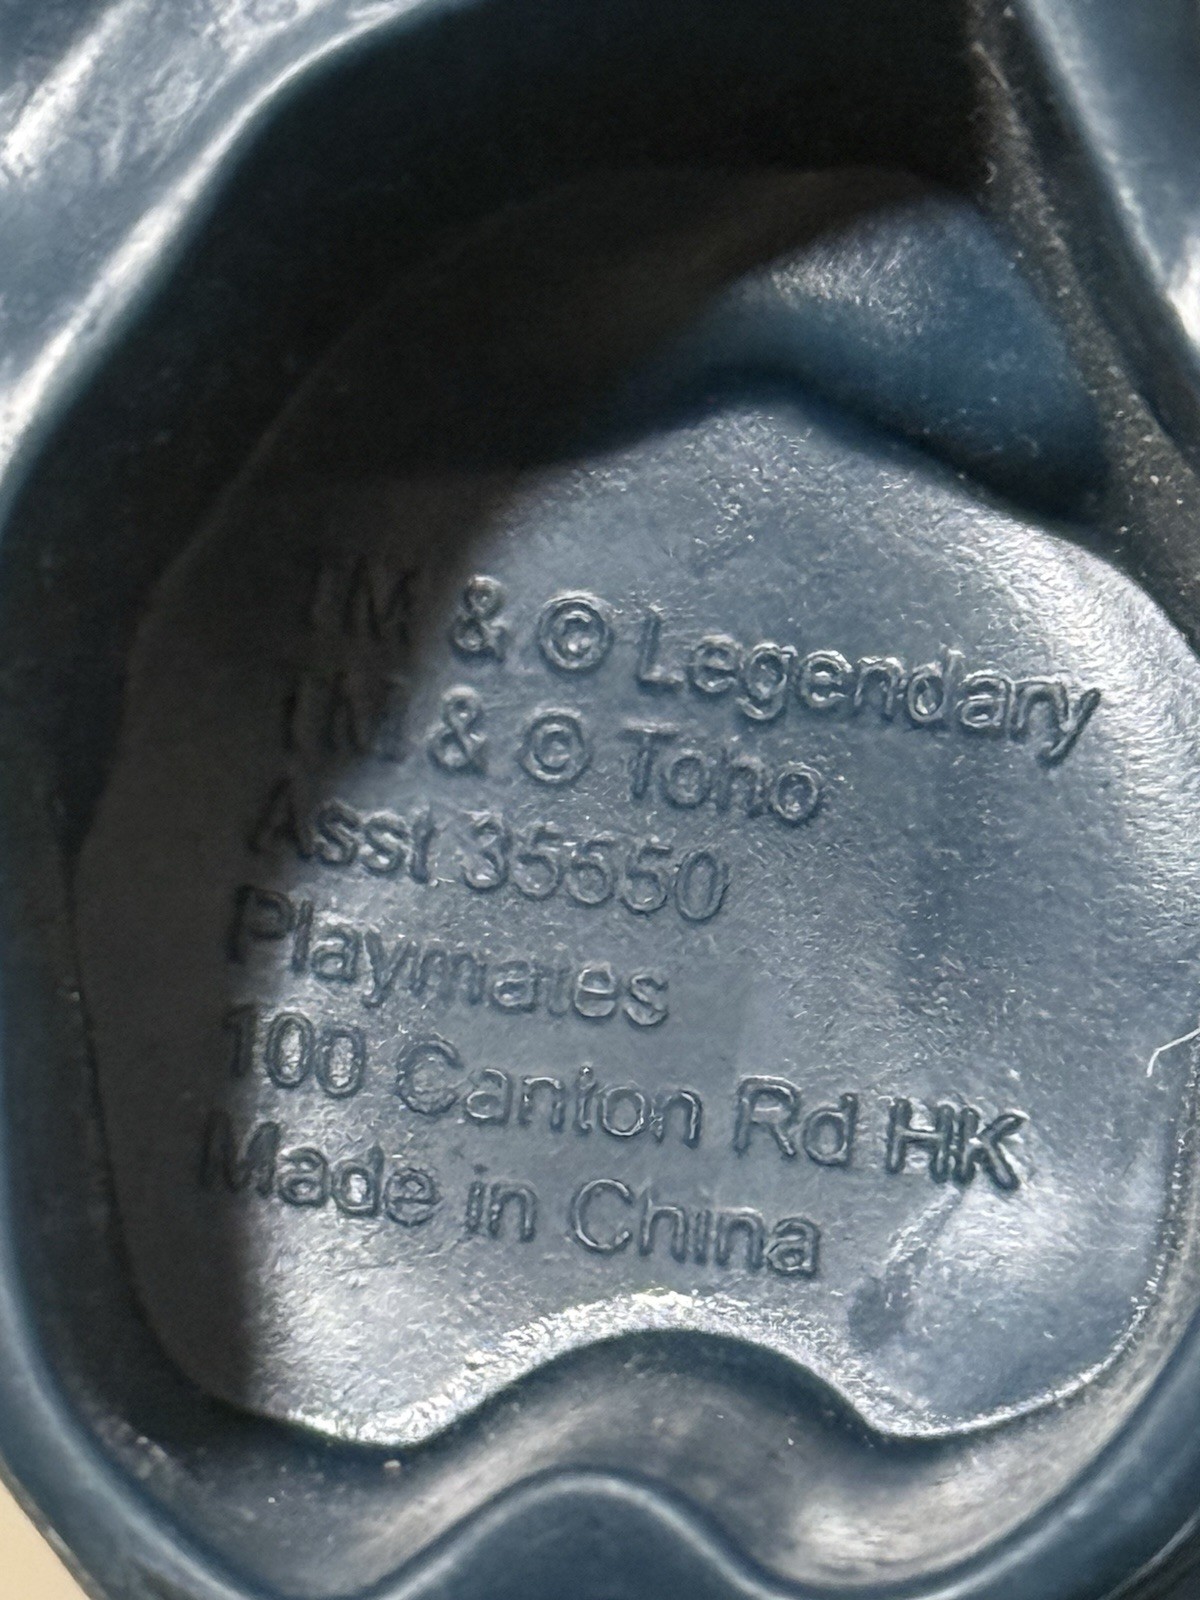 TM & © Legendary
TM & © Toho
Asst 35550
Playmates
100 Canton Rd HK
Made in China